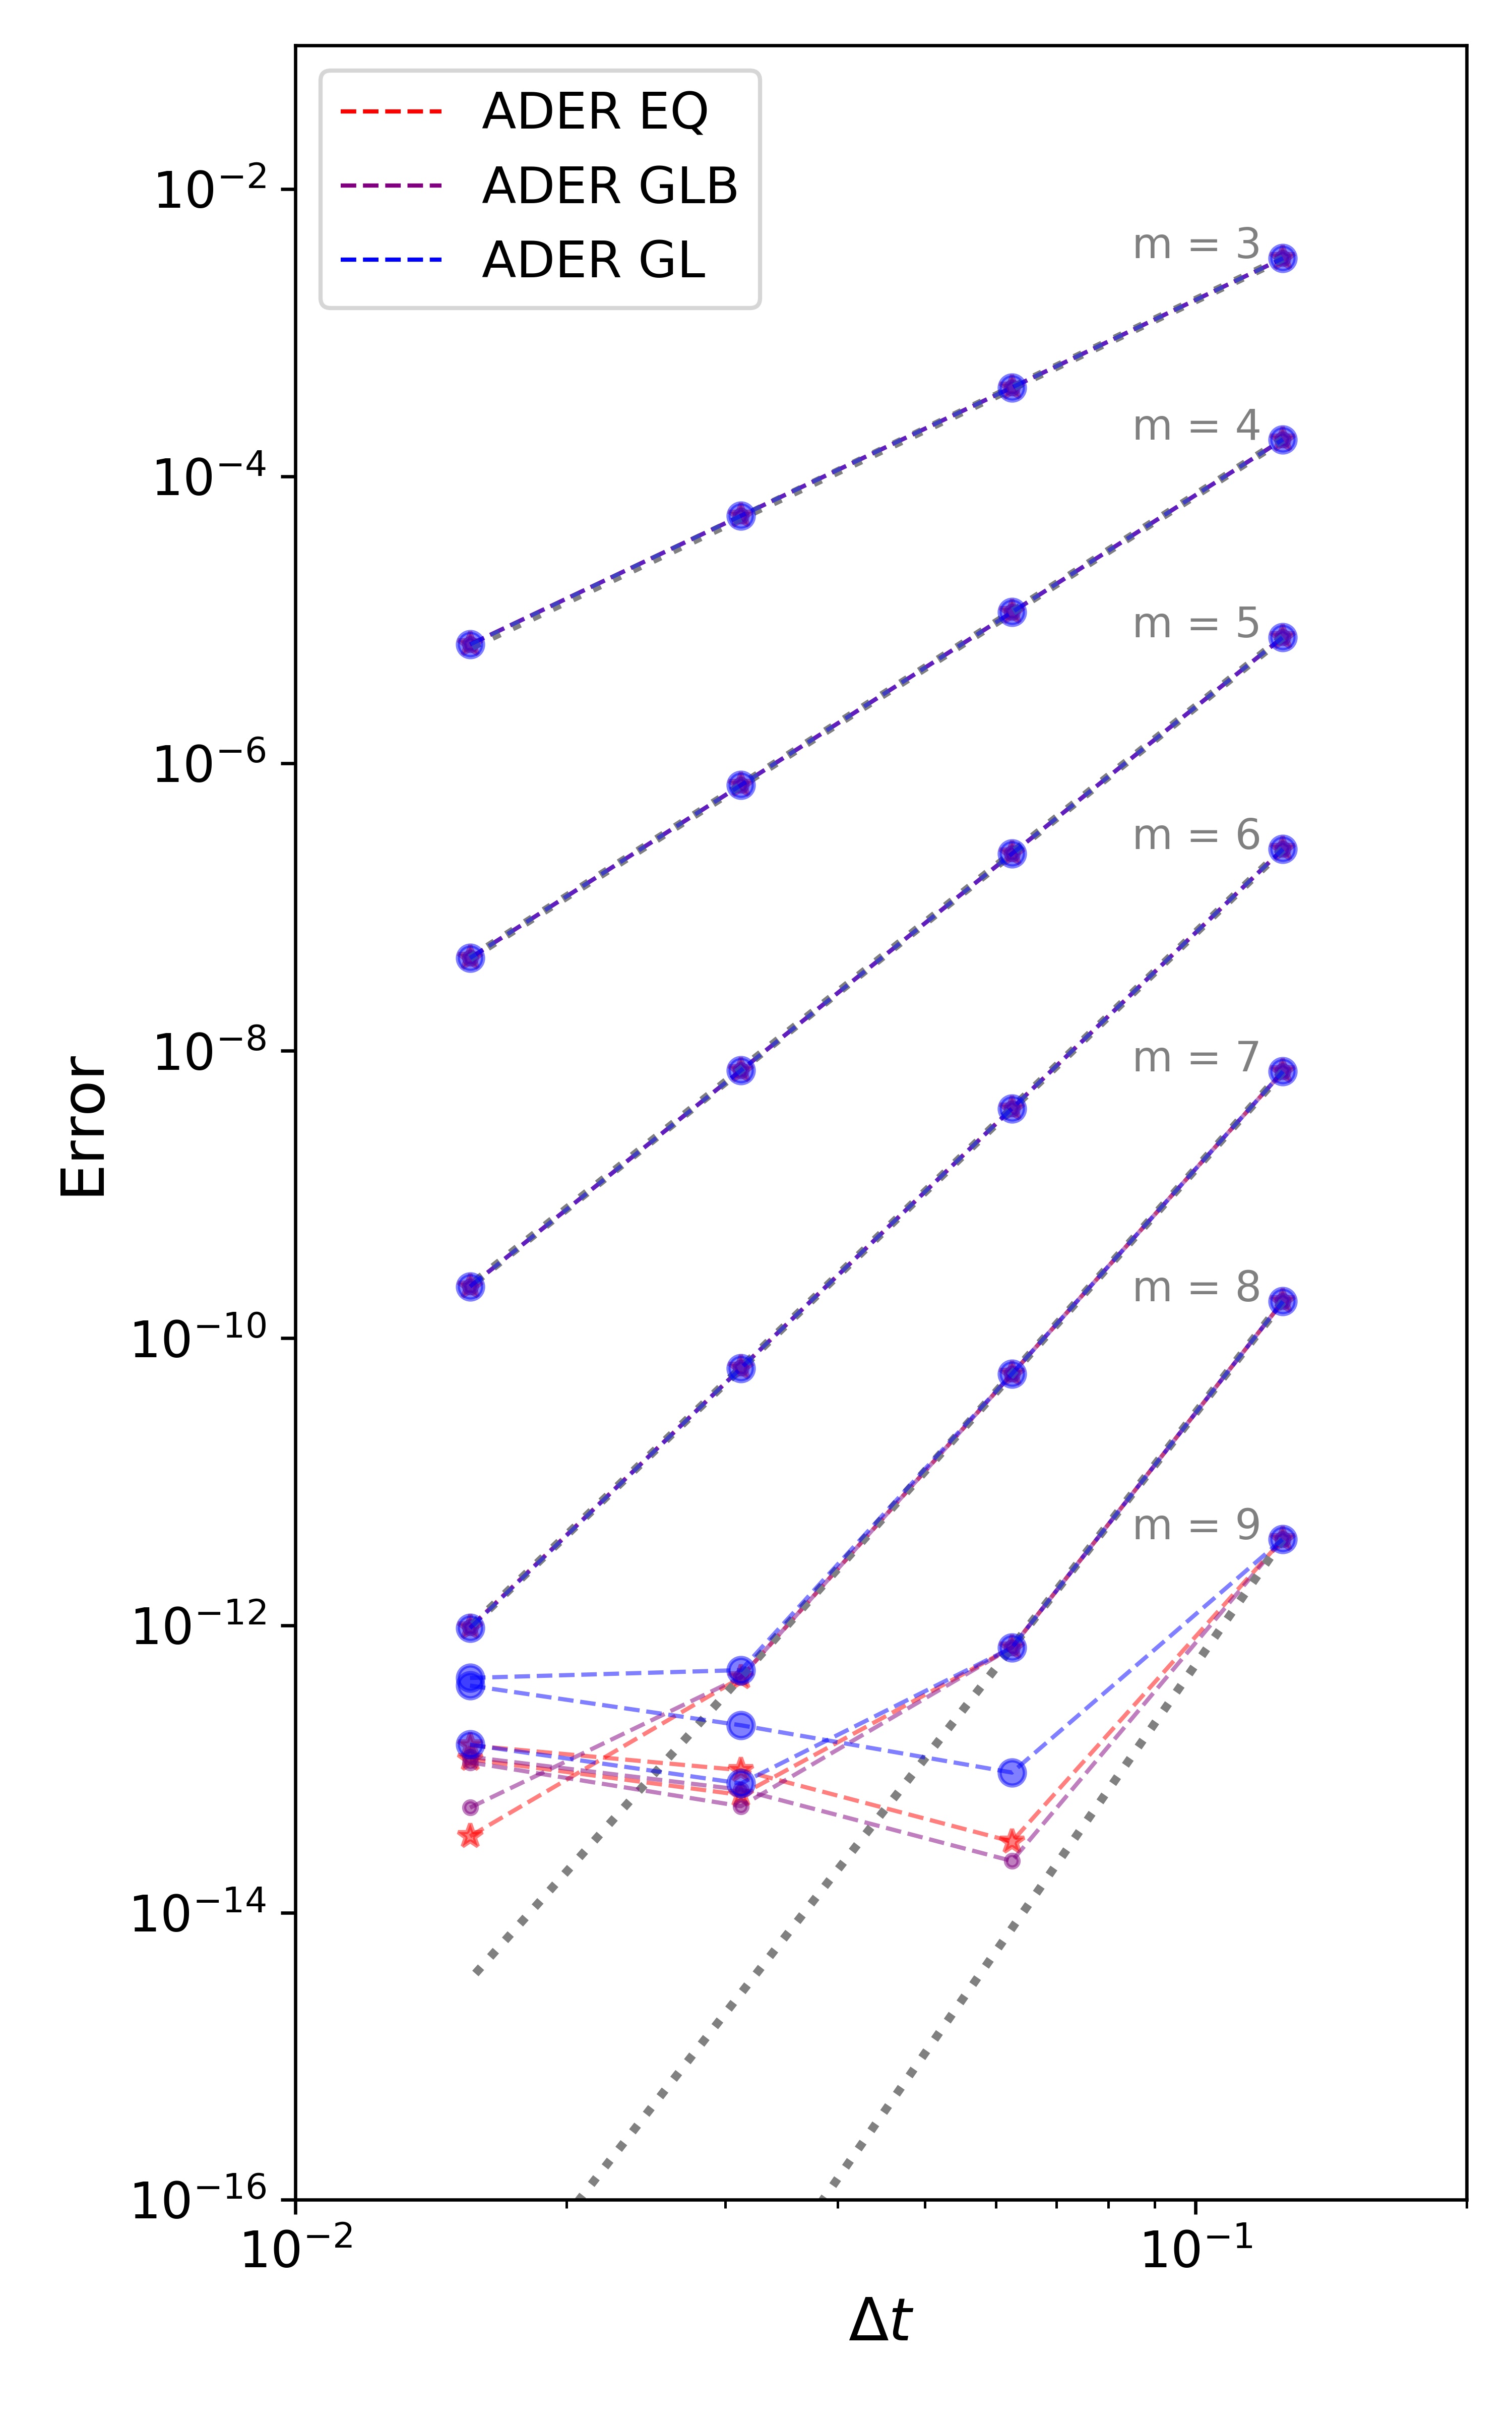 ADER EQ
ADER GLB
ADER GL
m = 3
m = 4
m = 5
m = 6
m = 7
m = 8
m = 9
10⁻²
10⁻⁴
10⁻⁶
10⁻⁸
10⁻¹⁰
10⁻¹²
10⁻¹⁴
10⁻¹⁶
Error
10⁻²
10⁻¹
Δt